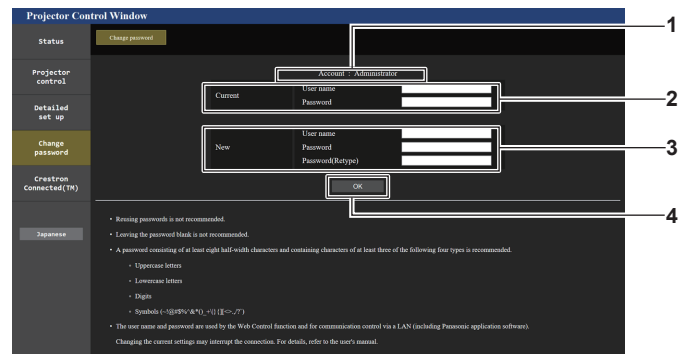 Projector Control Window
Status
Change password
1
Projector
control
Account : Administrator
Current
User name
Password
2
Detailed
set up
New
User name
Password
Password(Retype)
3
Change
password
OK
Crestron
Connected(TM)
4
• Reusing passwords is not recommended.
Japanese
• Leaving the password blank is not recommended.
• A password consisting of at least eight half-width characters and containing characters of at least three of the following four types is recommended.
◦ Uppercase letters
◦ Lowercase letters
◦ Digits
◦ Symbols (~!@#$%^&*()_+\|{}[]<>.,/?`)
• The user name and password are used by the Web Control function and for communication control via a LAN (including Panasonic application software).
Changing the current settings may interrupt the connection. For details, refer to the user's manual.